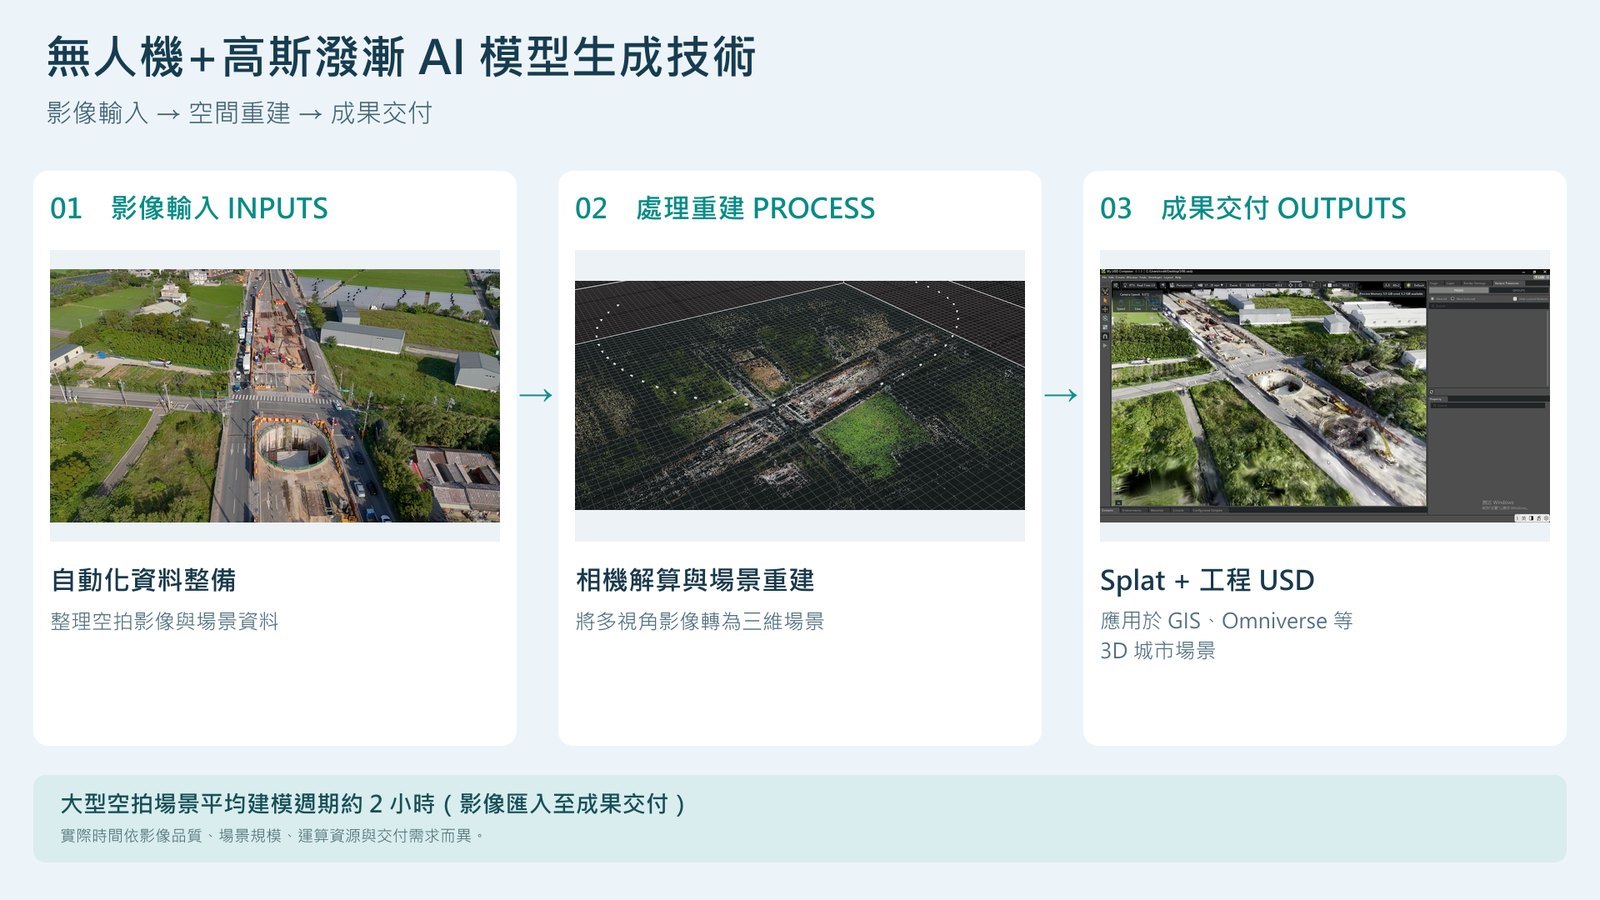 無人機+高斯潑漸 AI 模型生成技術
影像輸入 → 空間重建 → 成果交付
01 影像輸入 INPUTS
自動化資料整備
整理空拍影像與場景資料
→
02 處理重建 PROCESS
相機解算與場景重建
將多視角影像轉為三維場景
→
03 成果交付 OUTPUTS
Splat + 工程 USD
應用於 GIS、Omniverse 等
3D 城市場景
大型空拍場景平均建模週期約 2 小時 ( 影像匯入至成果交付 )
實際時間依影像品質、場景規模、運算資源與交付需求而異。